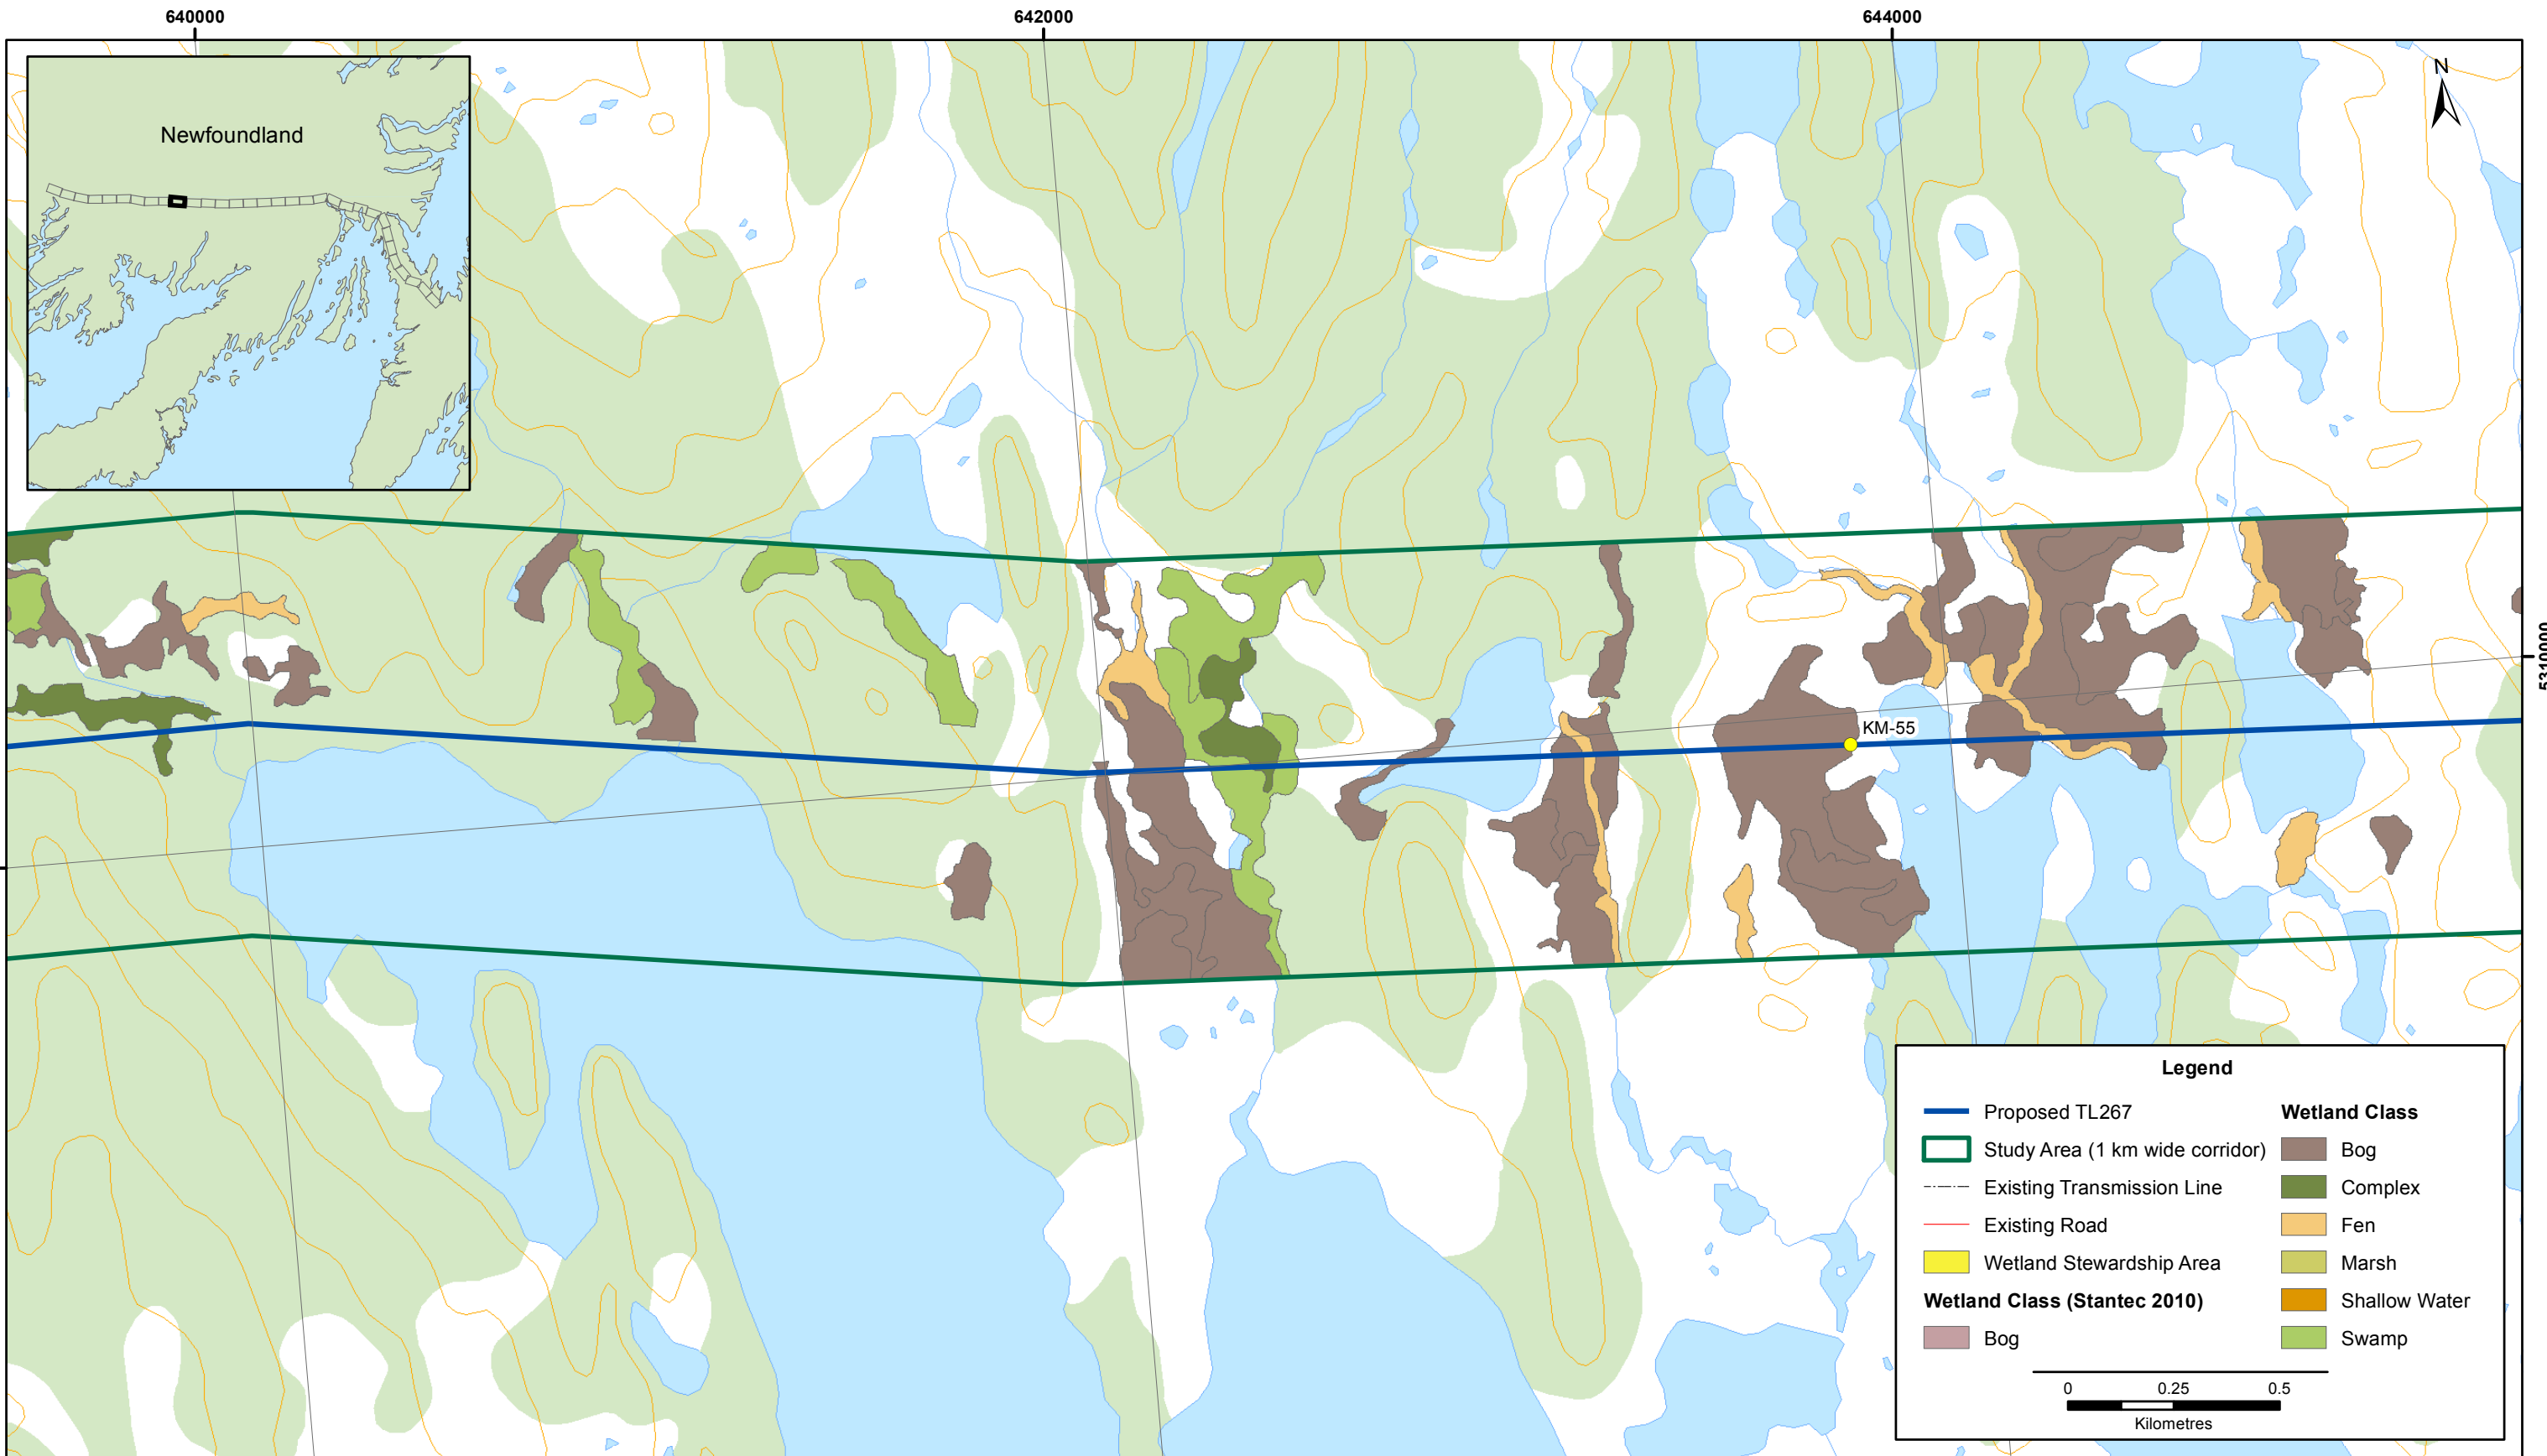 640000
642000
644000
Newfoundland
N
5310000
KM-55
Legend
Proposed TL267
Study Area (1 km wide corridor)
Existing Transmission Line
Existing Road
Wetland Stewardship Area
Wetland Class (Stantec 2010)
Bog
Wetland Class
Bog
Complex
Fen
Marsh
Shallow Water
Swamp
0 0.25 0.5
Kilometres